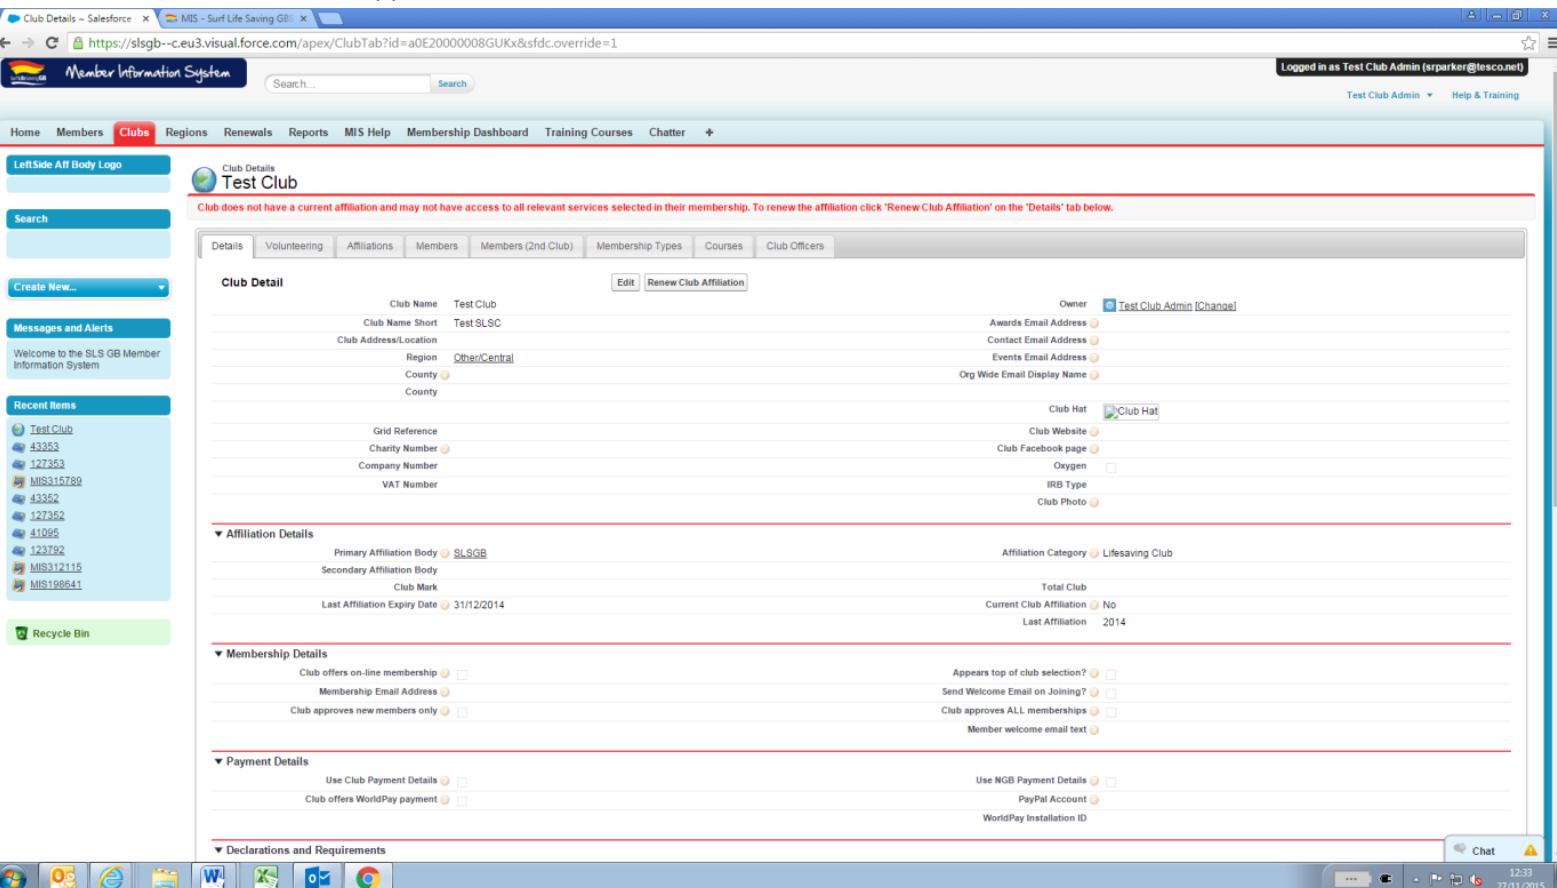 Club Details ~ Salesforce - MIS - Surf Life Saving GB
https://slsgb--c.eu3.visual.force.com/apex/ClubTab?id=a0E20000008GUKx&sfdc.override=1
Member Information System
Search...
Search
Logged in as Test Club Admin (srparker@tesco.net)
Test Club Admin Help & Training
Home Members Clubs Regions Renewals Reports MIS Help Membership Dashboard Training Courses Chatter +
LeftSide Aff Body Logo
Search
Create New...
Messages and Alerts
Welcome to the SLS GB Member
Information System
Recent Items
Test Club
43353
127353
MIS315789
43352
127352
41095
123792
MIS312115
MIS198641
Recycle Bin
Club Details
Test Club
Club does not have a current affiliation and may not have access to all relevant services selected in their membership. To renew the affiliation click 'Renew Club Affiliation' on the 'Details' tab below.
Details Volunteering Affiliations Members Members (2nd Club) Membership Types Courses Club Officers
Club Detail Edit Renew Club Affiliation
Club Name Test Club Owner Test Club Admin [Change]
Club Name Short Test SLSC Awards Email Address
Club Address/Location Contact Email Address
Region Other/Central Events Email Address
County Org Wide Email Display Name
County
Club Hat Club Hat
Grid Reference Club Website
Charity Number Club Facebook page
Company Number Oxygen
VAT Number IRB Type
Club Photo
Affiliation Details
Primary Affiliation Body SLSGB Affiliation Category Lifesaving Club
Secondary Affiliation Body
Club Mark Total Club
Last Affiliation Expiry Date 31/12/2014 Current Club Affiliation No
Last Affiliation 2014
Membership Details
Club offers on-line membership Appears top of club selection?
Membership Email Address Send Welcome Email on Joining?
Club approves new members only Club approves ALL memberships
Member welcome email text
Payment Details
Use Club Payment Details Use NGB Payment Details
Club offers WorldPay payment PayPal Account
WorldPay Installation ID
Declarations and Requirements
Chat
12:33
27/11/2015